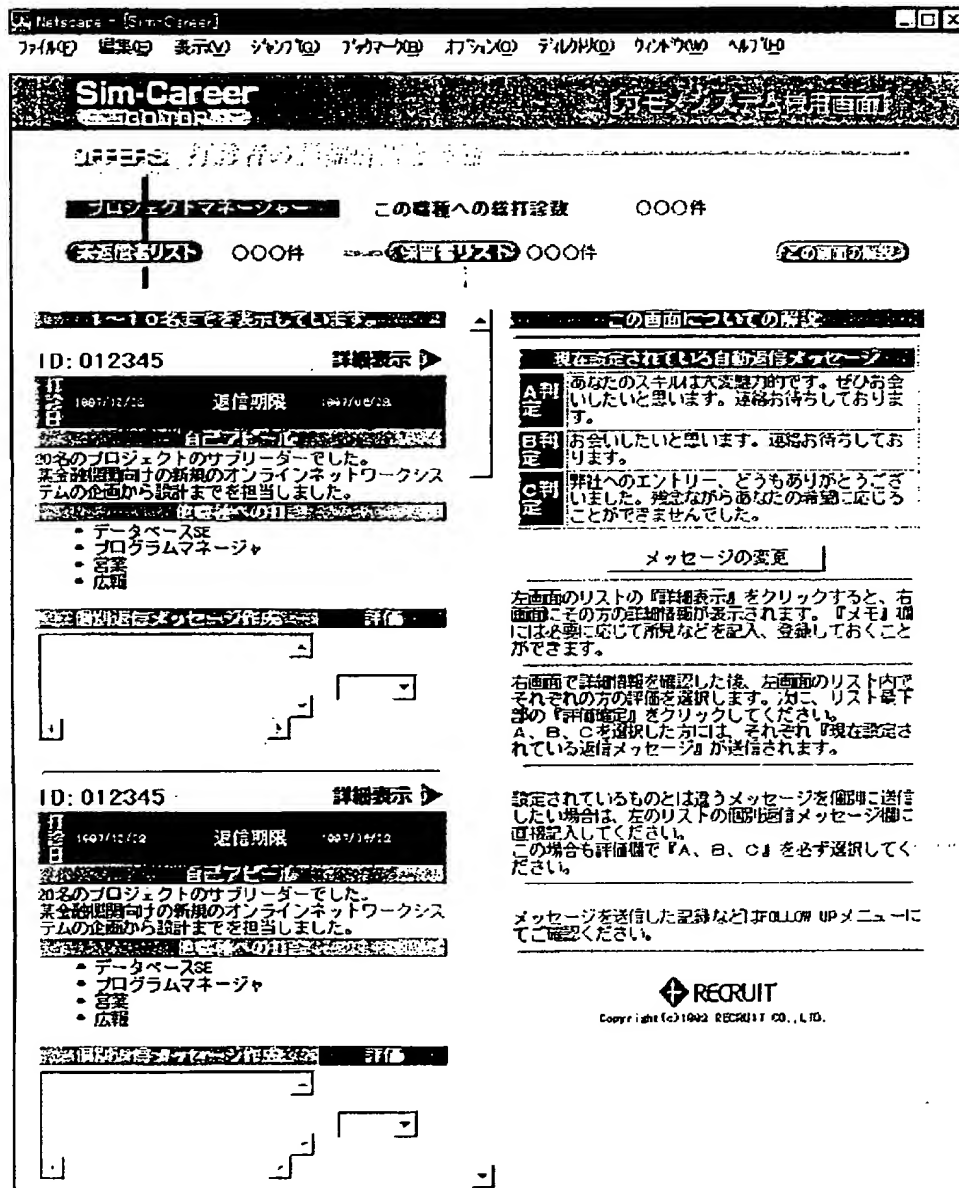 Netscape - [Sim-Career]
ファイル(F) 編集(E) 表示(V) ジャンプ(G) ブックマーク(B) オプション(O) ディレクトリ(D) ウィンドウ(W) ヘルプ(H)
Sim-Career
打診者の
プロジェクトマネージャー この職種への総打診数 〇〇〇件
未返信者リスト 〇〇〇件 〇〇〇件 この画面の解説
1〜10名までを表示しています。
ID: 012345 詳細表示
打診日 返信期限
自己アピール
20名のプロジェクトのサブリーダーでした。
某金融機関向けの新規のオンラインネットワークシス
テムの企画から設計までを担当しました。
他職種への打診
データベースSE
プログラムマネージャ
営業
広報
個別返信メッセージ作成 評価
ID: 012345 詳細表示
打診日 返信期限
自己アピール
20名のプロジェクトのサブリーダーでした。
某金融機関向けの新規のオンラインネットワークシス
テムの企画から設計までを担当しました。
他職種への打診
データベースSE
プログラムマネージャ
営業
広報
個別返信メッセージ作成 評価
この画面についての解説
現在設定されている自動返信メッセージ
A判定 あなたのスキルは大変魅力的です。ぜひお会
いしたいと思います。連絡お待ちしておりま
す。
B判定 お会いしたいと思います。連絡お待ちしてお
ります。
C判定 弊社へのエントリー、どうもありがとうござ
いました。残念ながらあなたの希望に応じる
ことができませんでした。
メッセージの変更
左画面のリストの『詳細表示』をクリックすると、右
画面にその方の詳細情報が表示されます。『メモ』欄
には必要に応じて所見などを記入、登録しておくこと
ができます。
右画面で詳細情報を確認した後、左画面のリスト内で
それぞれの方の評価を選択します。次に、リスト最下
部の『評価確定』をクリックしてください。
A、B、Cを選択した方には、それぞれ『現在設定さ
れている返信メッセージ』が送信されます。
設定されているものとは違うメッセージを個別に送信
したい場合は、左のリストの個別返信メッセージ欄に
直接記入してください。
この場合も評価欄で『A、B、C』を必ず選択してく
ださい。
メッセージを送信した記録などはFOLLOW UPメニューに
てご確認ください。
RECRUIT
Copyright(c) RECRUIT CO.,LTD.